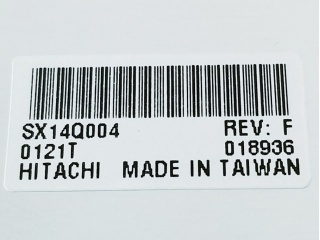 SX14Q004 REV: F
0121T 018936
HITACHI MADE IN TAIWAN